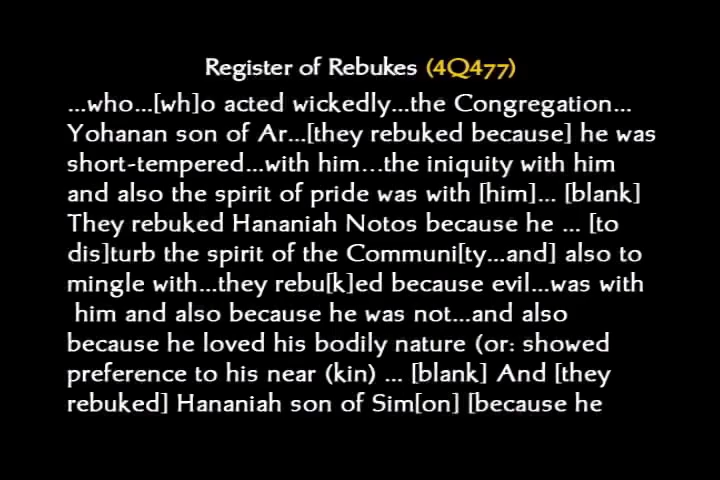 Register of Rebukes (4Q477)
...who...[wh]o acted wickedly...the Congregation...
Yohanan son of Ar...[they rebuked because] he was
short-tempered...with him...the iniquity with him
and also the spirit of pride was with [him]... [blank]
They rebuked Hananiah Notos because he ... [to
dis]turb the spirit of the Communi[ty...and] also to
mingle with...they rebu[k]ed because evil...was with
him and also because he was not...and also
because he loved his bodily nature (or: showed
preference to his near (kin) ... [blank] And [they
rebuked] Hananiah son of Sim[on] [because he